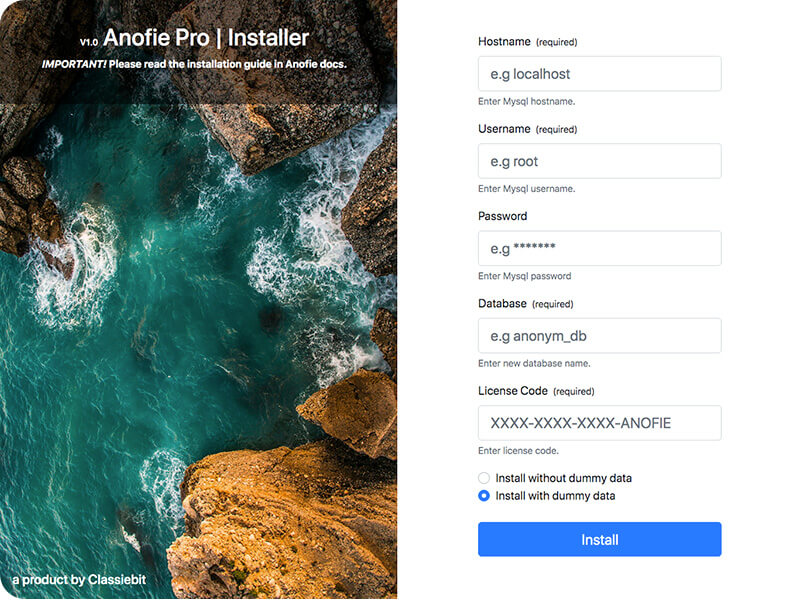 V1.0 Anofie Pro | Installer
IMPORTANT! Please read the installation guide in Anofie docs.
a product by Classiebit
Hostname (required)
e.g localhost
Enter Mysql hostname.
Username (required)
e.g root
Enter Mysql username.
Password
e.g *******
Enter Mysql password
Database (required)
e.g anonym_db
Enter new database name.
License Code (required)
XXXX-XXXX-XXXX-ANOFIE
Enter license code.
Install without dummy data
Install with dummy data
Install